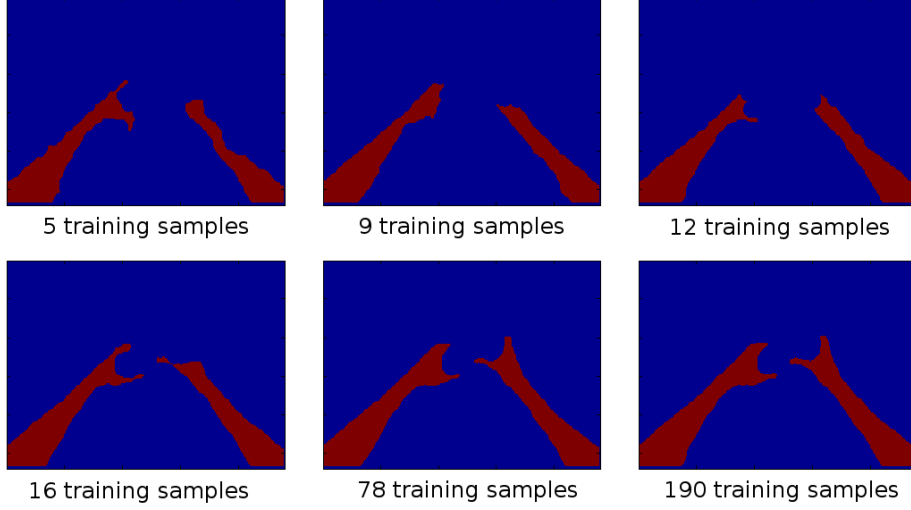 5 training samples
9 training samples
12 training samples
16 training samples
78 training samples
190 training samples